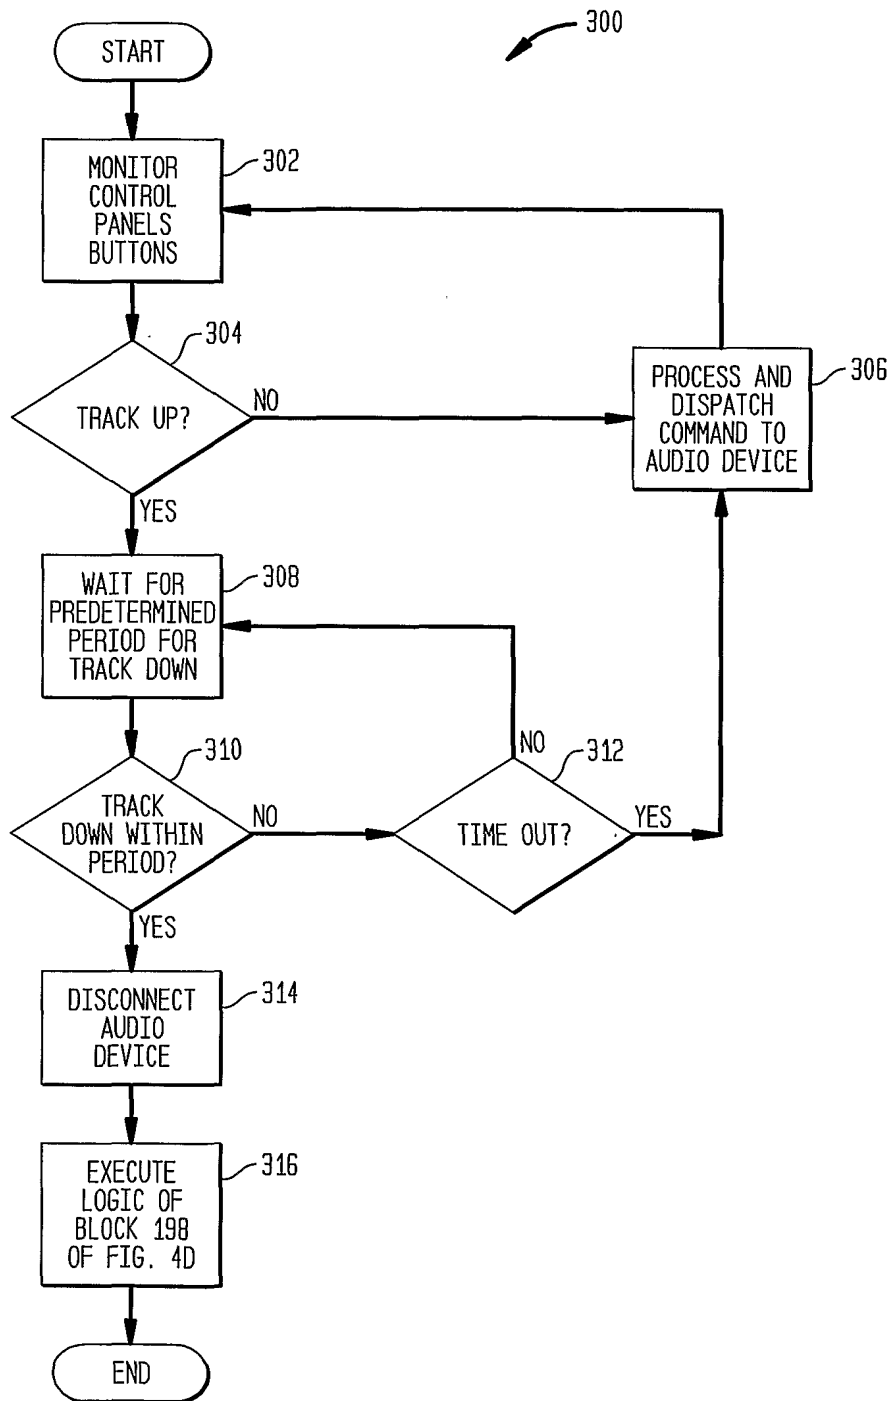 300
START
302
MONITOR
CONTROL
PANELS
BUTTONS
304
TRACK UP?
NO
YES
306
PROCESS AND
DISPATCH
COMMAND TO
AUDIO DEVICE
308
WAIT FOR
PREDETERMINED
PERIOD FOR
TRACK DOWN
310
TRACK
DOWN WITHIN
PERIOD?
NO
YES
312
NO
TIME OUT?
YES
314
DISCONNECT
AUDIO
DEVICE
316
EXECUTE
LOGIC OF
BLOCK 198
OF FIG. 4D
END